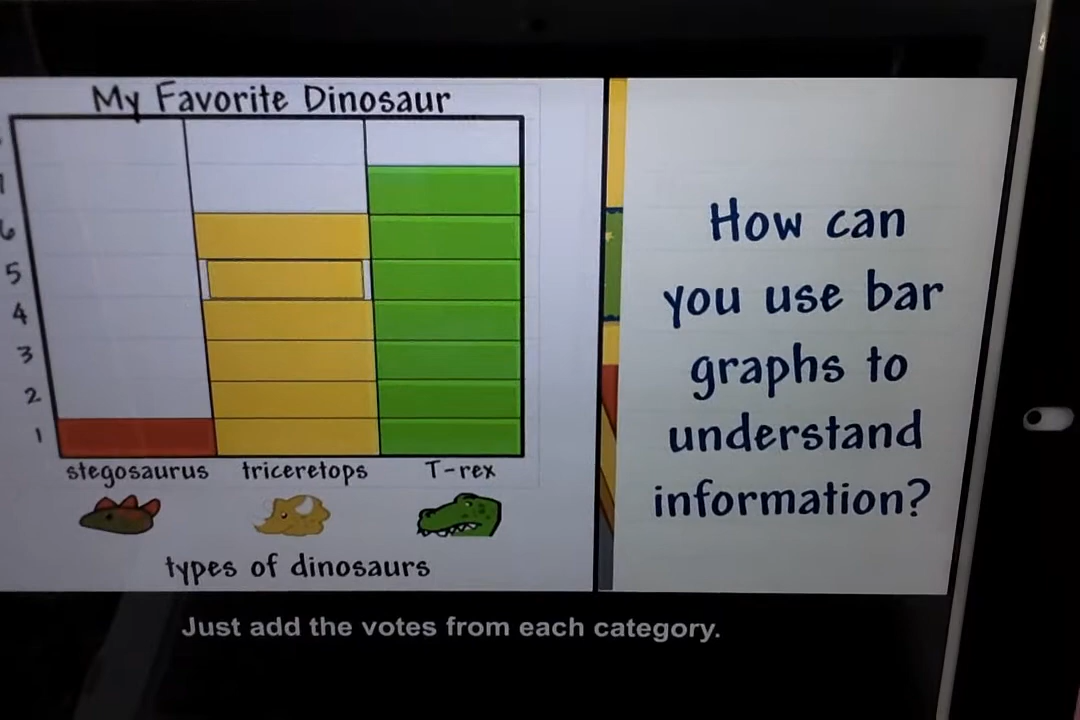 My Favorite Dinosaur
7
6
5
4
3
2
1
stegosaurus triceretops T-rex
types of dinosaurs
How can
you use bar
graphs to
understand
information?
Just add the votes from each category.